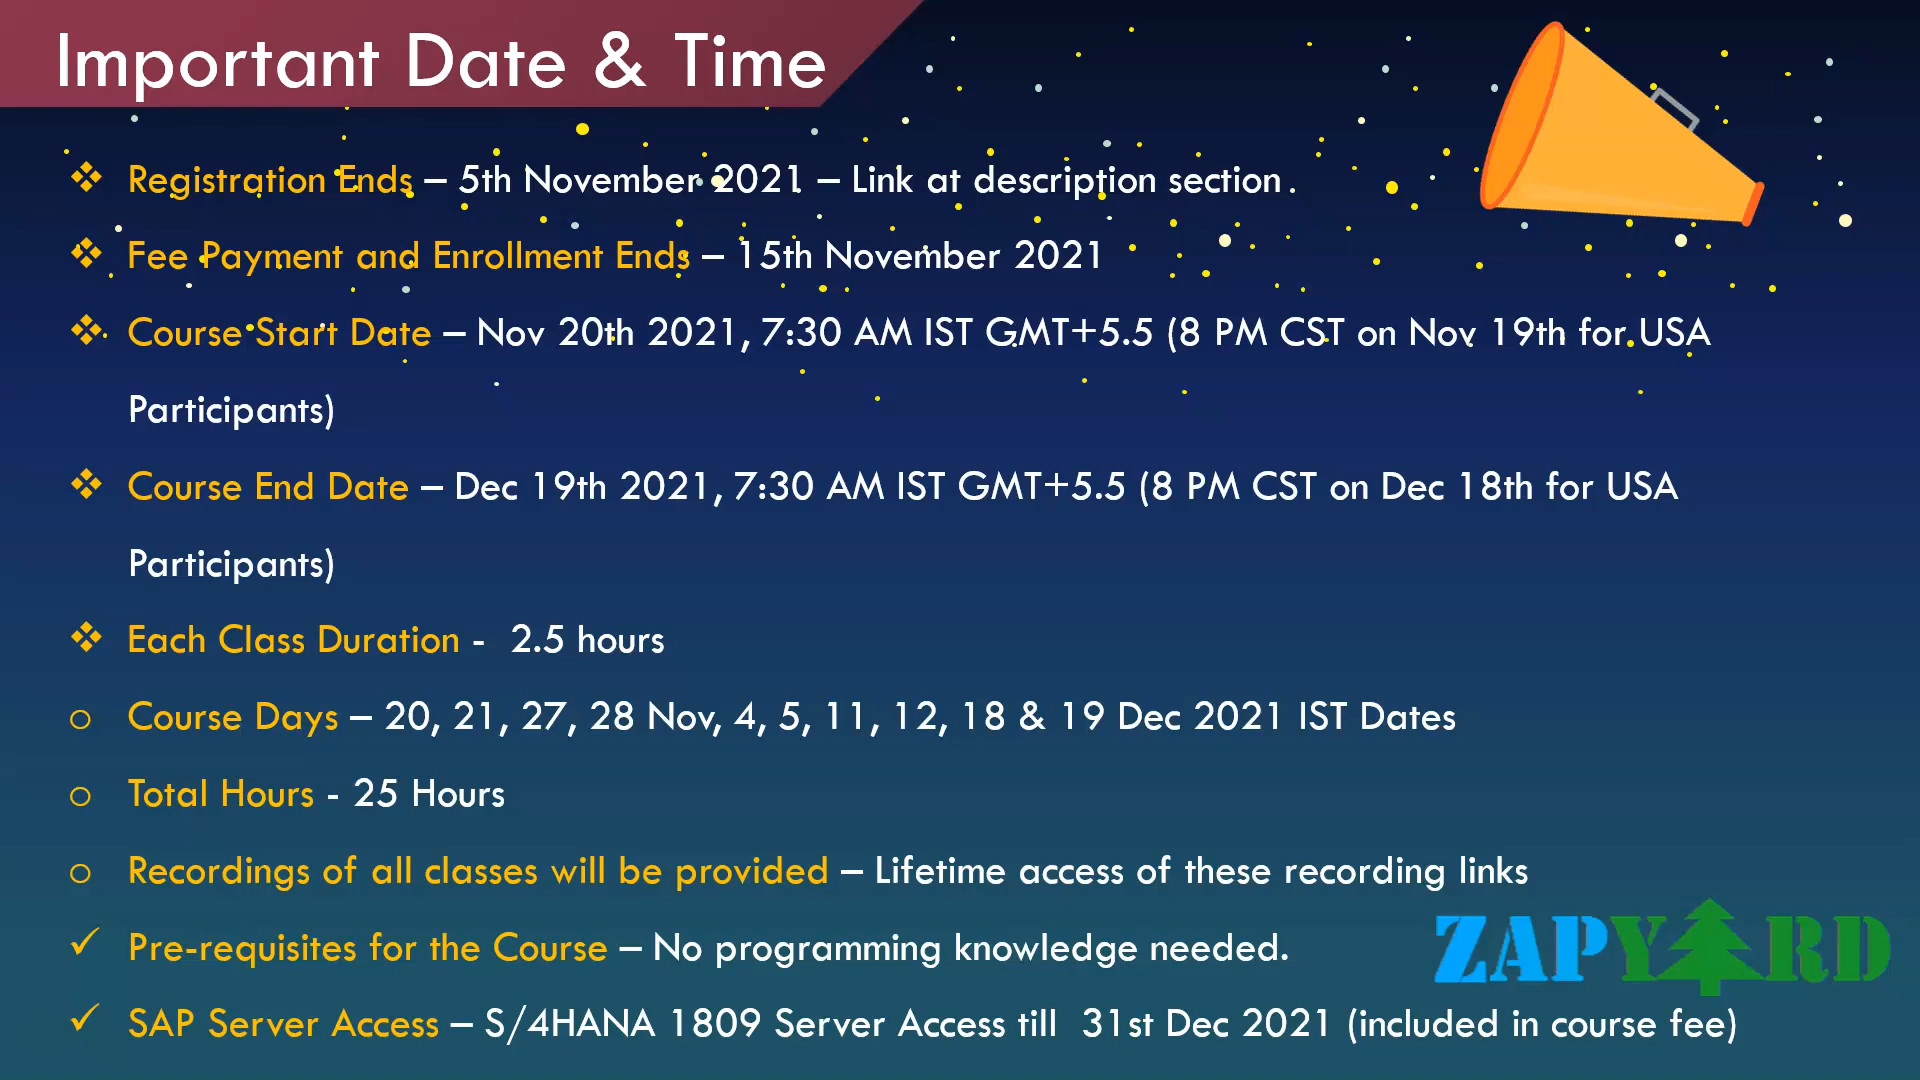 Important Date & Time
❖ Registration Ends – 5th November 2021 – Link at description section.
❖ Fee Payment and Enrollment Ends – 15th November 2021
❖ Course Start Date – Nov 20th 2021, 7:30 AM IST GMT+5.5 (8 PM CST on Nov 19th for USA
Participants)
❖ Course End Date – Dec 19th 2021, 7:30 AM IST GMT+5.5 (8 PM CST on Dec 18th for USA
Participants)
❖ Each Class Duration - 2.5 hours
o Course Days – 20, 21, 27, 28 Nov, 4, 5, 11, 12, 18 & 19 Dec 2021 IST Dates
o Total Hours - 25 Hours
o Recordings of all classes will be provided – Lifetime access of these recording links
✓ Pre-requisites for the Course – No programming knowledge needed.
ZAPYARD
✓ SAP Server Access – S/4HANA 1809 Server Access till 31st Dec 2021 (included in course fee)